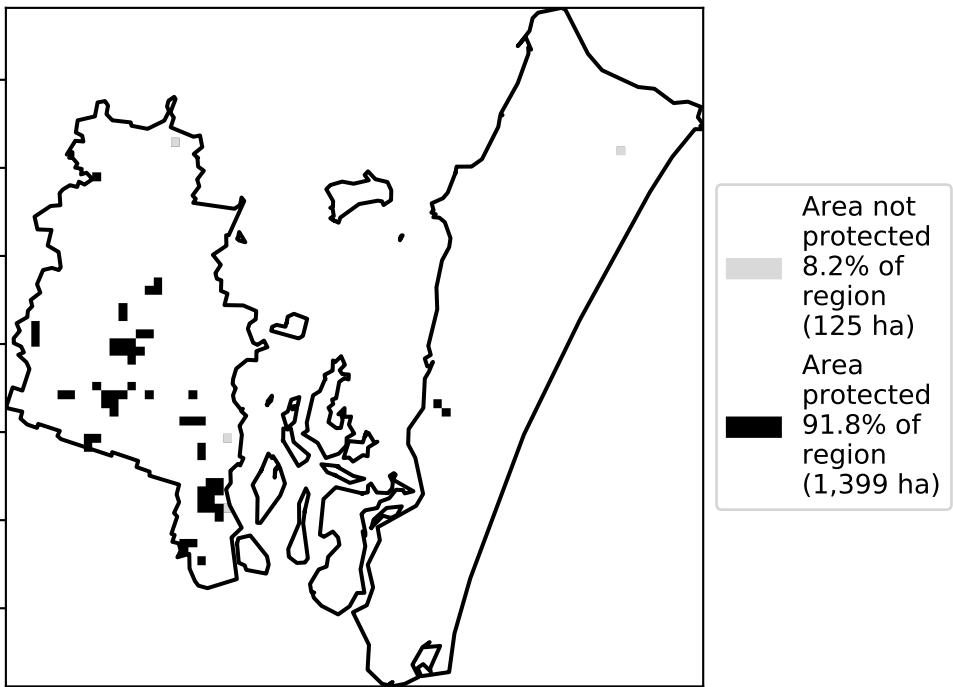 Area not
protected
8.2% of
region
(125 ha)
Area
protected
91.8% of
region
(1,399 ha)